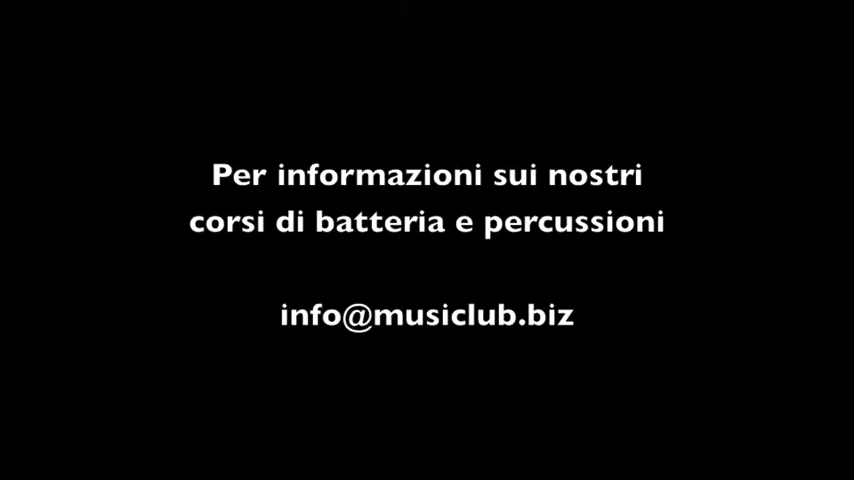 Per informazioni sui nostri
corsi di batteria e percussioni
info@musiclub.biz